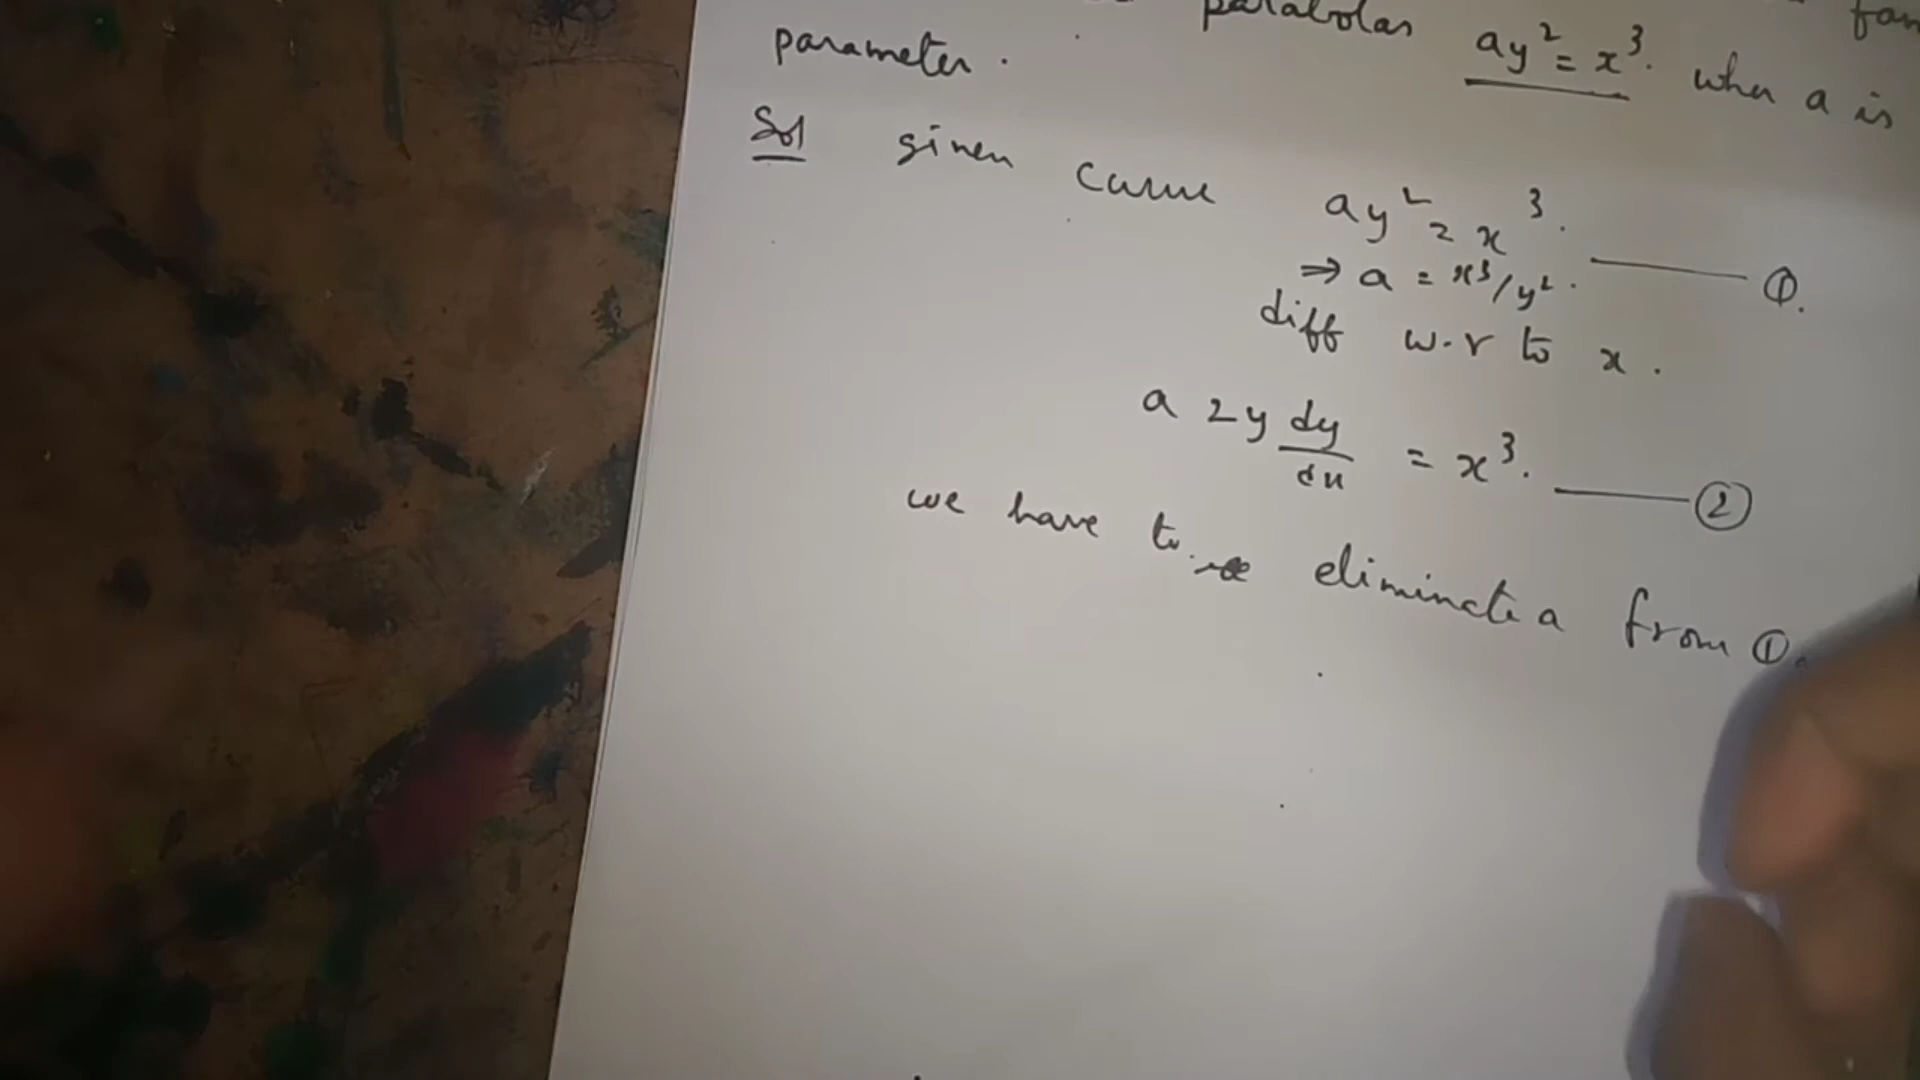 parabolas ay² = x³. when a is
parameter.
Sol given curve ay² = x³. ①.
⇒ a = x³/y².
diff w.r to x.
a 2y dy/dx = x³. ②
we have to eliminate a from ①